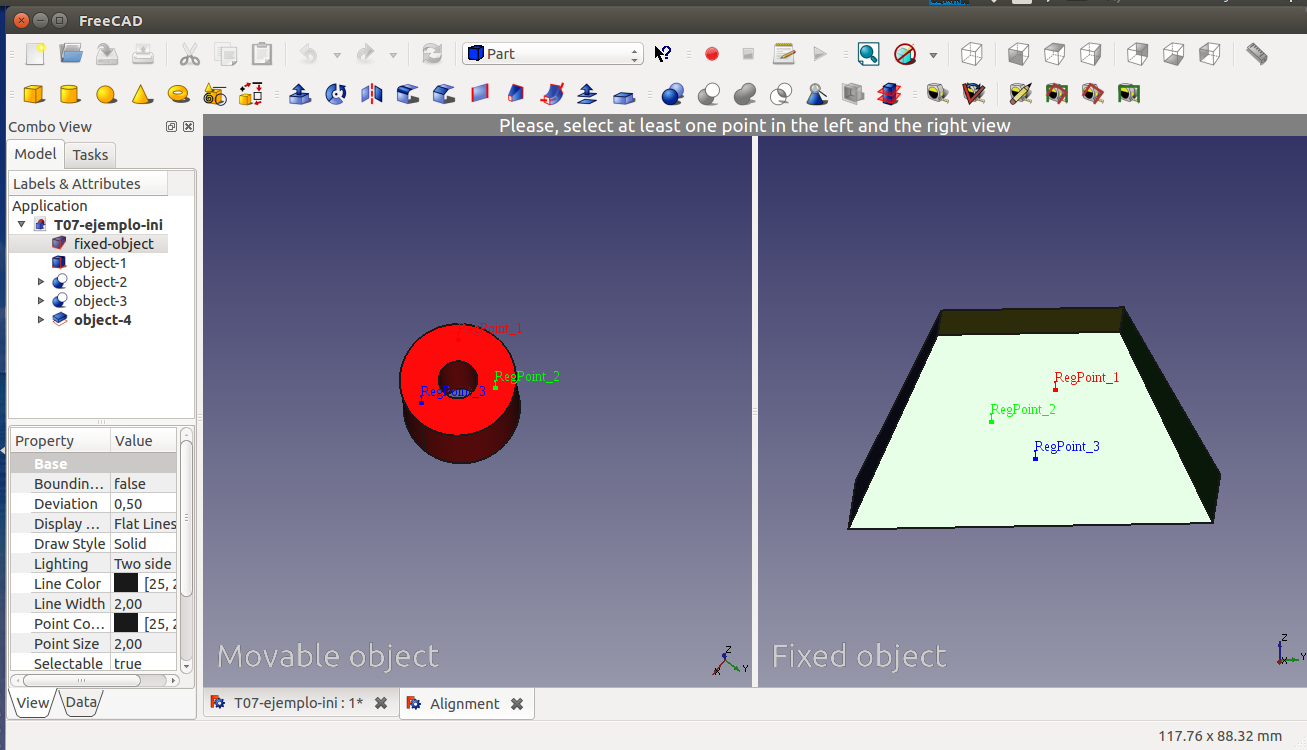 FreeCAD
Part
Please, select at least one point in the left and the right view
Combo View
Model
Tasks
Labels & Attributes
Application
T07-ejemplo-ini
fixed-object
object-1
object-2
object-3
object-4
Property Value
Base
Boundin... false
Deviation 0,50
Display ... Flat Lines
Draw Style Solid
Lighting Two side
Line Color [25, 2
Line Width 2,00
Point Co... [25, 2
Point Size 2,00
Selectable true
View
Data
RegPoint_2
RegPoint_3
Movable object
Z
Y
X
RegPoint_1
RegPoint_2
RegPoint_3
Fixed object
Z
Y
X
T07-ejemplo-ini : 1*
Alignment
117.76 x 88.32 mm